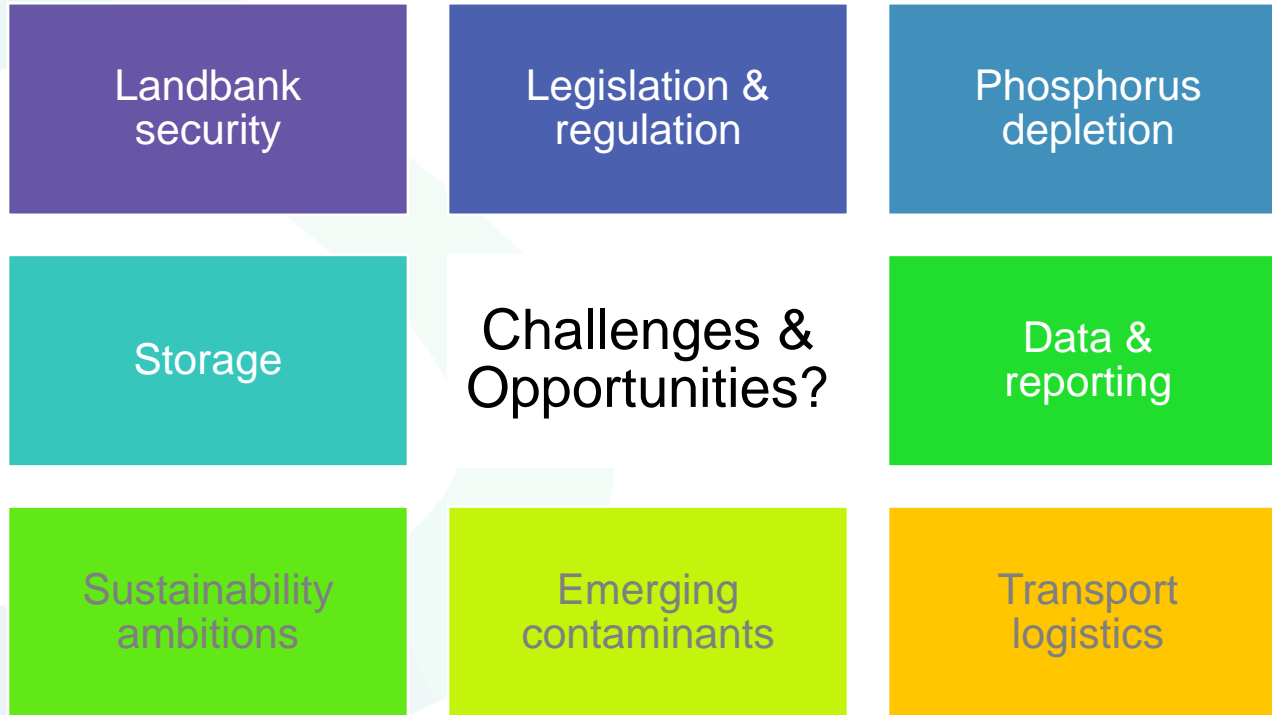 Landbank
security
Legislation &
regulation
Phosphorus
depletion
Storage
Challenges &
Opportunities?
Data &
reporting
Sustainability
ambitions
Emerging
contaminants
Transport
logistics